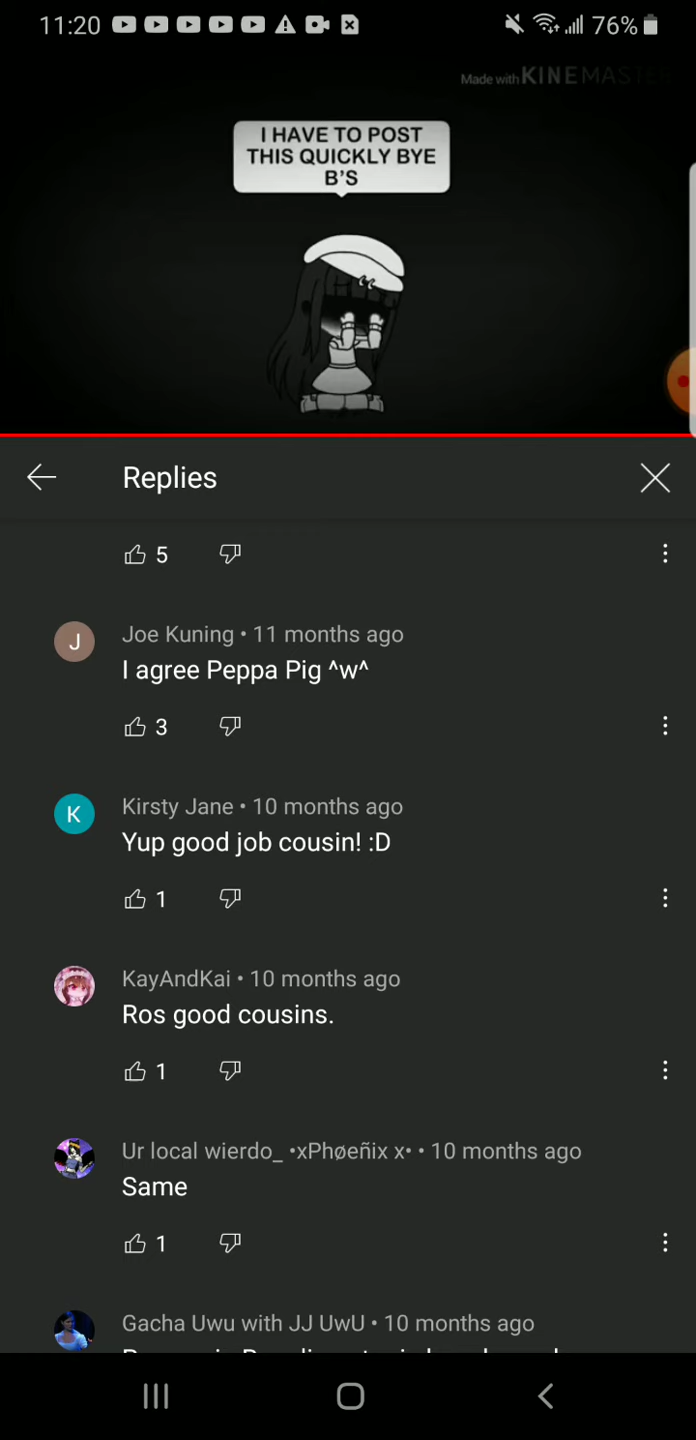 11:20
76%
Made with KINEMASTER
I HAVE TO POST
THIS QUICKLY BYE
B'S
Replies
5
J
Joe Kuning • 11 months ago
I agree Peppa Pig ^w^
3
K
Kirsty Jane • 10 months ago
Yup good job cousin! :D
1
KayAndKai • 10 months ago
Ros good cousins.
1
Ur local wierdo_ •xPhøeñix x• • 10 months ago
Same
1
Gacha Uwu with JJ UwU • 10 months ago